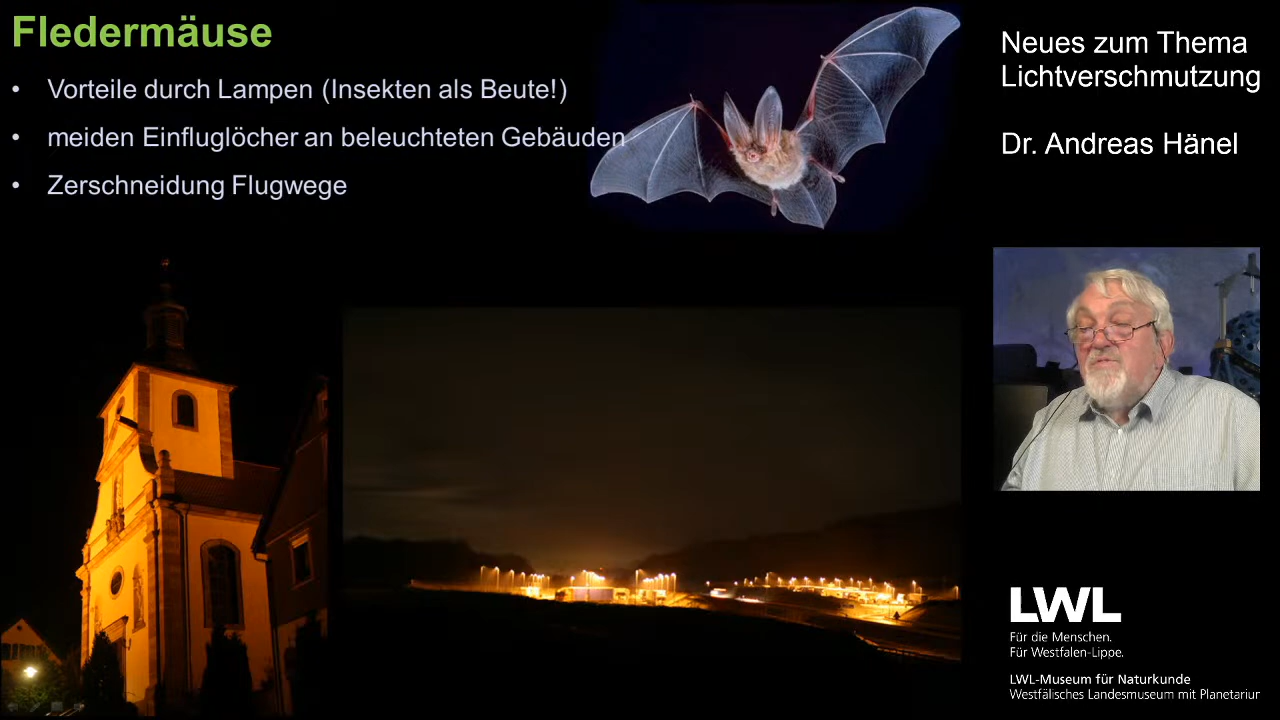 Fledermäuse
• Vorteile durch Lampen (Insekten als Beute!)
• meiden Einfluglöcher an beleuchteten Gebäuden
• Zerschneidung Flugwege
Neues zum Thema
Lichtverschmutzung
Dr. Andreas Hänel
LWL
Für die Menschen.
Für Westfalen-Lippe.
LWL-Museum für Naturkunde
Westfälisches Landesmuseum mit Planetariur